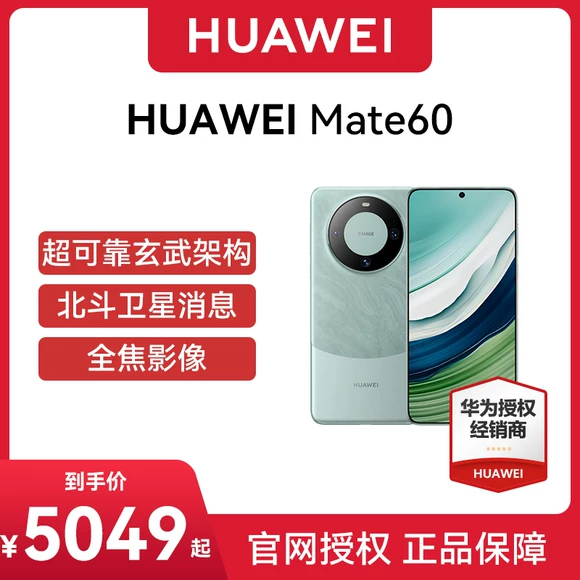 HUAWEI
HUAWEI Mate60
超可靠玄武架构
北斗卫星消息
全焦影像
XMAGE
HUAWEI
华为授权
经销商
HUAWEI
到手价
¥5049起
官网授权 正品保障